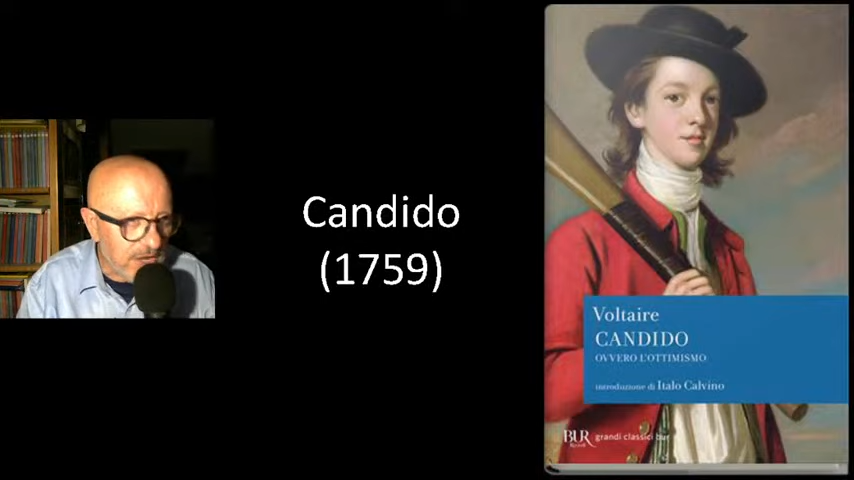 Candido
(1759)
Voltaire
CANDIDO
OVVERO L'OTTIMISMO
introduzione di Italo Calvino
BUR grandi classici bur